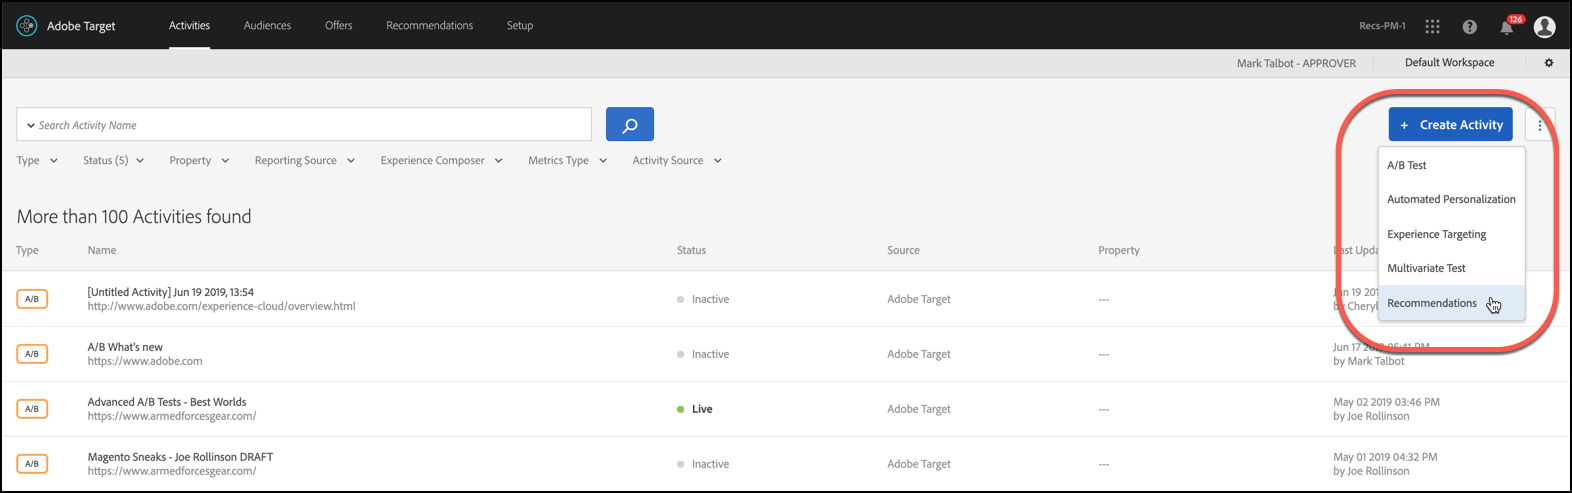 Adobe Target Activities Audiences Offers Recommendations Setup Recs-PM-1 126
Mark Talbot - APPROVER Default Workspace
Search Activity Name
+ Create Activity
Type Status (5) Property Reporting Source Experience Composer Metrics Type Activity Source
A/B Test
Automated Personalization
Experience Targeting
Multivariate Test
Recommendations
More than 100 Activities found
Type Name Status Source Property Last Upda
A/B [Untitled Activity] Jun 19 2019, 13:54 Inactive Adobe Target --- Jun 19 201
http://www.adobe.com/experience-cloud/overview.html by Cheryl
A/B A/B What's new Inactive Adobe Target --- Jun 17 2019 05:41 PM
https://www.adobe.com by Mark Talbot
A/B Advanced A/B Tests - Best Worlds Live Adobe Target --- May 02 2019 03:46 PM
https://www.armedforcesgear.com/ by Joe Rollinson
A/B Magento Sneaks - Joe Rollinson DRAFT Inactive Adobe Target --- May 01 2019 04:32 PM
https://www.armedforcesgear.com/ by Joe Rollinson